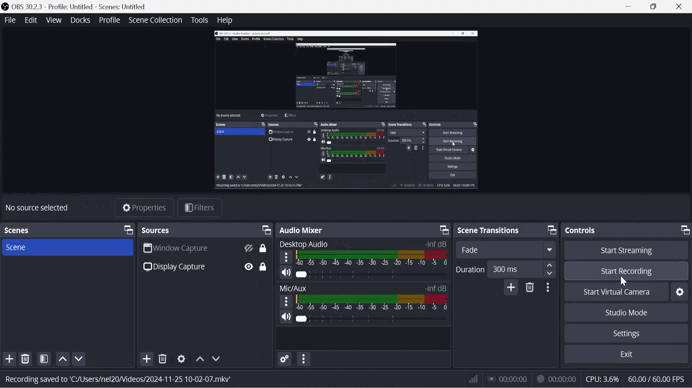 OBS 30.2.3 - Profile: Untitled - Scenes: Untitled
File Edit View Docks Profile Scene Collection Tools Help
No source selected Properties Filters
Scenes
Scene
Sources
Window Capture
Display Capture
Audio Mixer
Desktop Audio -inf dB
-60 -55 -50 -45 -40 -35 -30 -25 -20 -15 -10 -5 0
Mic/Aux -inf dB
-60 -55 -50 -45 -40 -35 -30 -25 -20 -15 -10 -5 0
Scene Transitions
Fade
Duration 300 ms
Controls
Start Streaming
Start Recording
Start Virtual Camera
Studio Mode
Settings
Exit
Recording saved to 'C:/Users/nel20/Videos/2024-11-25 10-02-07.mkv' 00:00:00 00:00:00 CPU: 3.6% 60.00 / 60.00 FPS